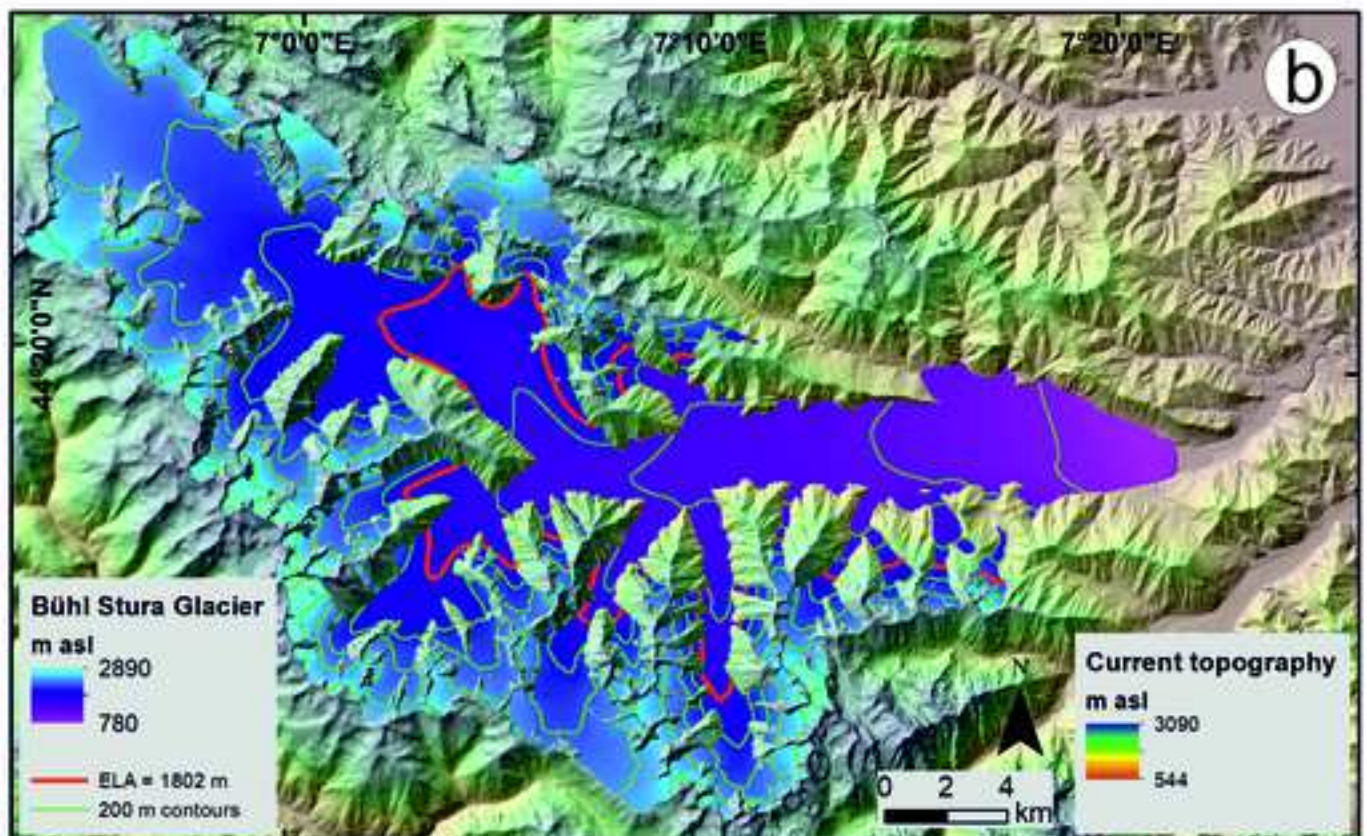 7°0'0"E
7°10'0"E
7°20'0"E
b
44°20'0"N
Bühl Stura Glacier
m asl
2890
780
ELA = 1802 m
200 m contours
N
0 2 4
km
Current topography
m asl
3090
544